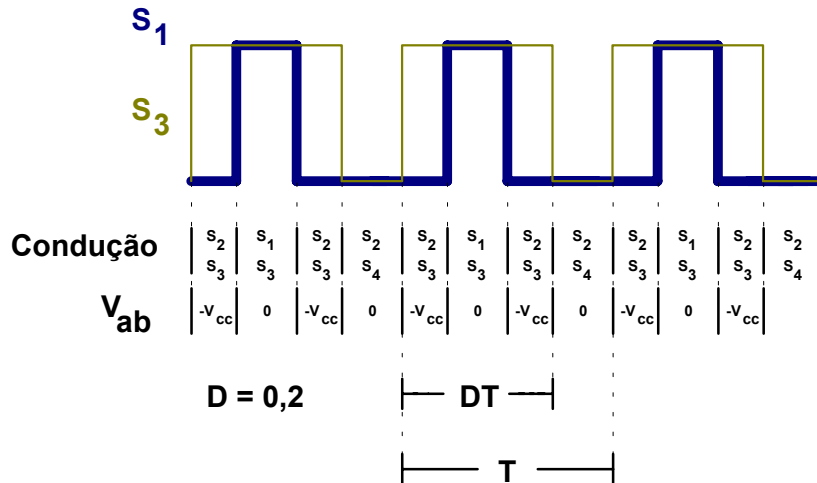 S1
S3
Condução S2 S1 S2 S2 S2 S1 S2 S2 S2 S1 S2 S2
S3 S3 S3 S4 S3 S3 S3 S4 S3 S3 S3 S4
Vab -Vcc 0 -Vcc 0 -Vcc 0 -Vcc 0 -Vcc 0 -Vcc
D = 0,2 DT
T